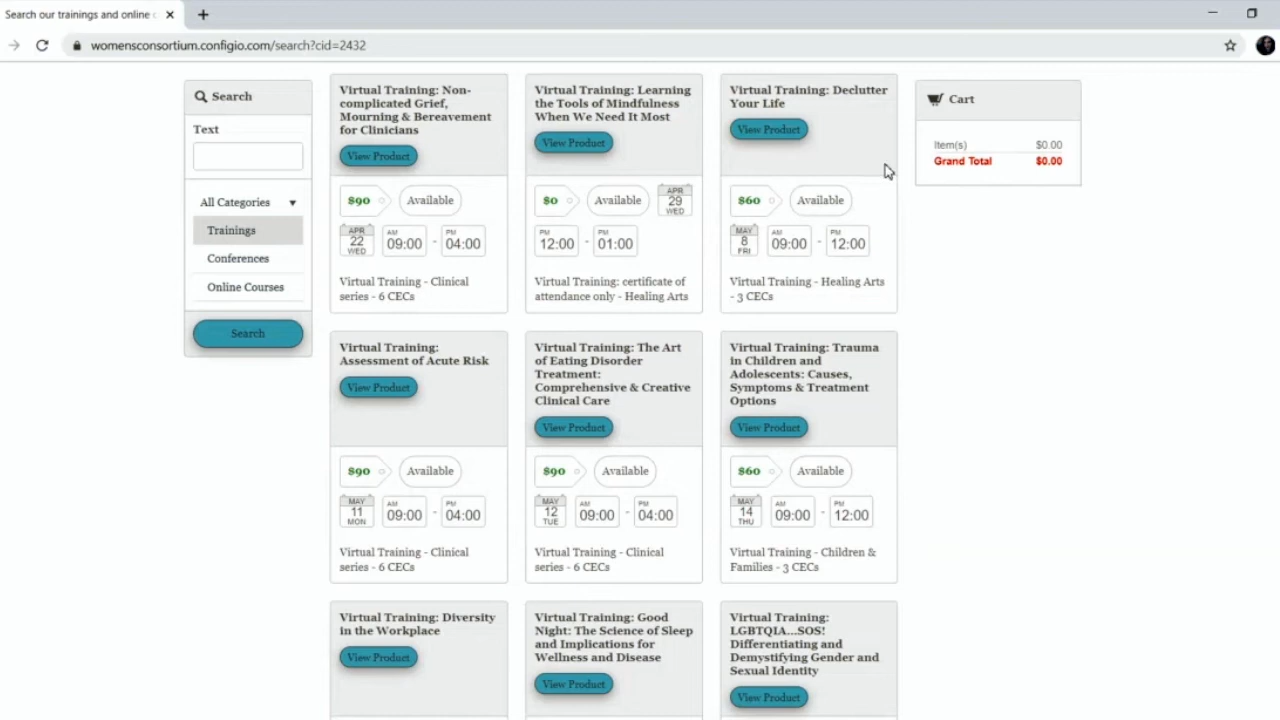 Search our trainings and online
womensconsortium.configio.com/search?cid=2432
Search
Text
All Categories
Trainings
Conferences
Online Courses
Search
Virtual Training: Non-
complicated Grief,
Mourning & Bereavement
for Clinicians
View Product
$90
Available
APR
22
WED
AM
09:00
-
PM
04:00
Virtual Training - Clinical
series - 6 CECs
Virtual Training: Learning
the Tools of Mindfulness
When We Need It Most
View Product
$0
Available
APR
29
WED
PM
12:00
-
PM
01:00
Virtual Training: certificate of
attendance only - Healing Arts
Virtual Training: Declutter
Your Life
View Product
$60
Available
MAY
8
FRI
AM
09:00
-
PM
12:00
Virtual Training - Healing Arts
- 3 CECs
Cart
Item(s) $0.00
Grand Total $0.00
Virtual Training:
Assessment of Acute Risk
View Product
$90
Available
MAY
11
MON
AM
09:00
-
PM
04:00
Virtual Training - Clinical
series - 6 CECs
Virtual Training: The Art
of Eating Disorder
Treatment:
Comprehensive & Creative
Clinical Care
View Product
$90
Available
MAY
12
TUE
AM
09:00
-
PM
04:00
Virtual Training - Clinical
series - 6 CECs
Virtual Training: Trauma
in Children and
Adolescents: Causes,
Symptoms & Treatment
Options
View Product
$60
Available
MAY
14
THU
AM
09:00
-
PM
12:00
Virtual Training - Children &
Families - 3 CECs
Virtual Training: Diversity
in the Workplace
View Product
Virtual Training: Good
Night: The Science of Sleep
and Implications for
Wellness and Disease
View Product
Virtual Training:
LGBTQIA...SOS!
Differentiating and
Demystifying Gender and
Sexual Identity
View Product